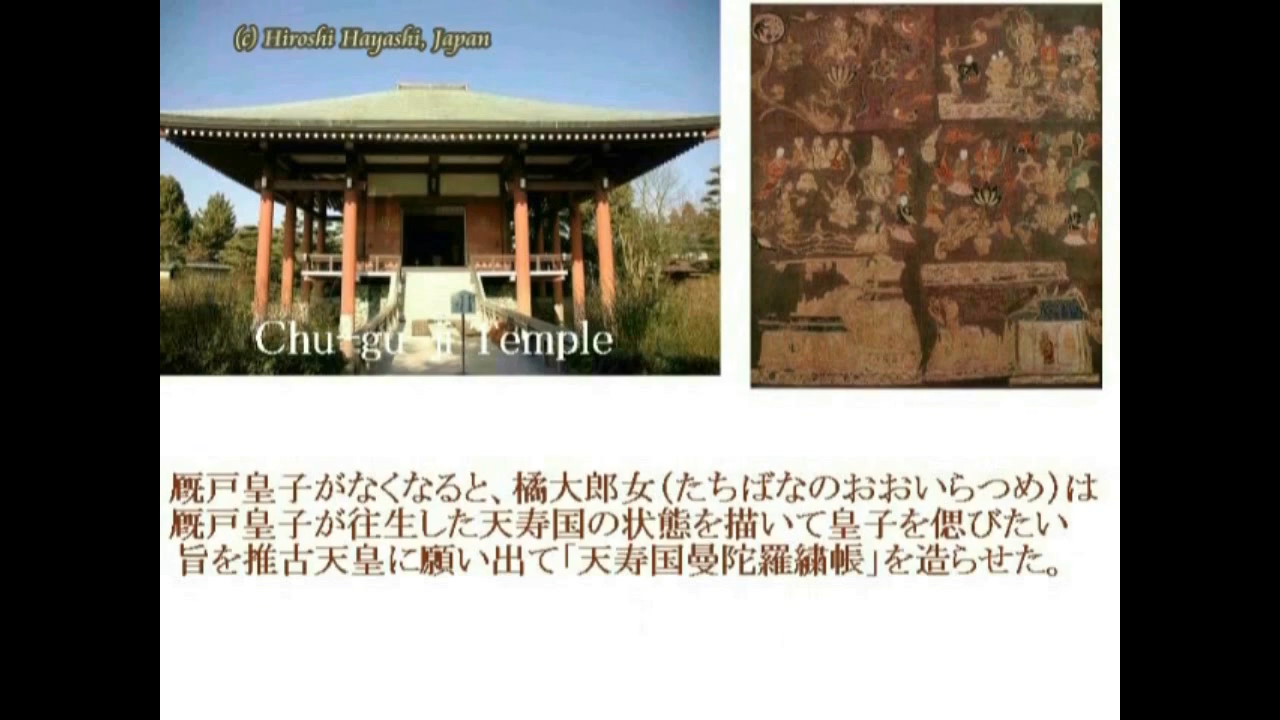 (c) Hiroshi Hayashi, Japan
Chu-gu-ji Temple
厩戸皇子がなくなると、橘大郎女(たちばなのおおいらつめ)は
厩戸皇子が往生した天寿国の状態を描いて皇子を偲びたい
旨を推古天皇に願い出て「天寿国曼陀羅繍帳」を造らせた。